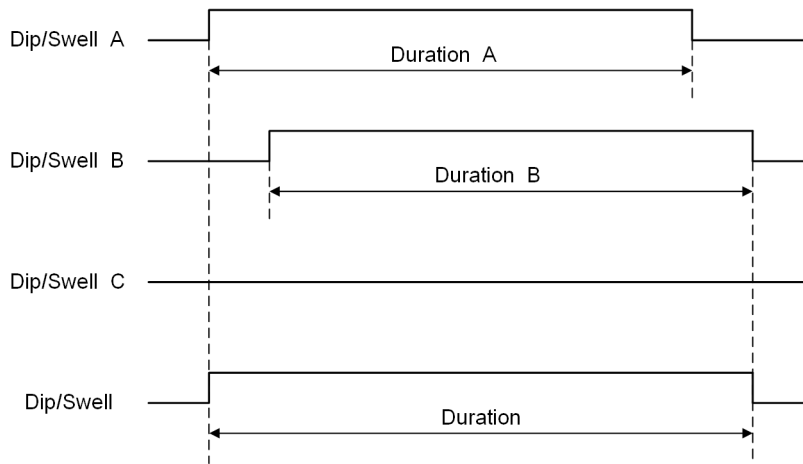 Dip/Swell A
Duration A
Dip/Swell B
Duration B
Dip/Swell C
Dip/Swell
Duration